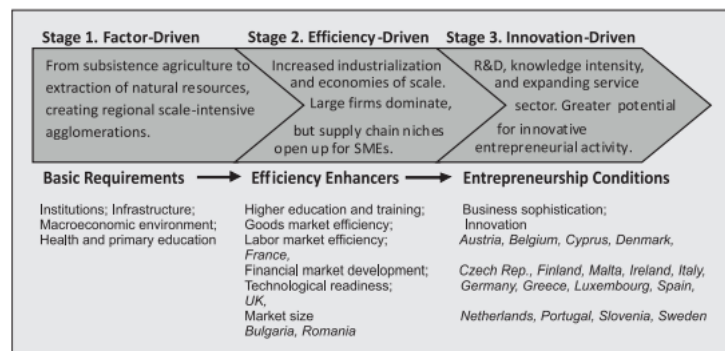 Stage 1. Factor-Driven
From subsistence agriculture to
extraction of natural resources,
creating regional scale-intensive
agglomerations.
Stage 2. Efficiency-Driven
Increased industrialization
and economies of scale.
Large firms dominate,
but supply chain niches
open up for SMEs.
Stage 3. Innovation-Driven
R&D, knowledge intensity,
and expanding service
sector. Greater potential
for innovative
entrepreneurial activity.
Basic Requirements
Institutions; Infrastructure;
Macroeconomic environment;
Health and primary education
Efficiency Enhancers
Higher education and training;
Goods market efficiency;
Labor market efficiency;
France,
Financial market development;
Technological readiness;
UK,
Market size
Bulgaria, Romania
Entrepreneurship Conditions
Business sophistication;
Innovation
Austria, Belgium, Cyprus, Denmark,
Czech Rep., Finland, Malta, Ireland, Italy,
Germany, Greece, Luxembourg, Spain,
Netherlands, Portugal, Slovenia, Sweden